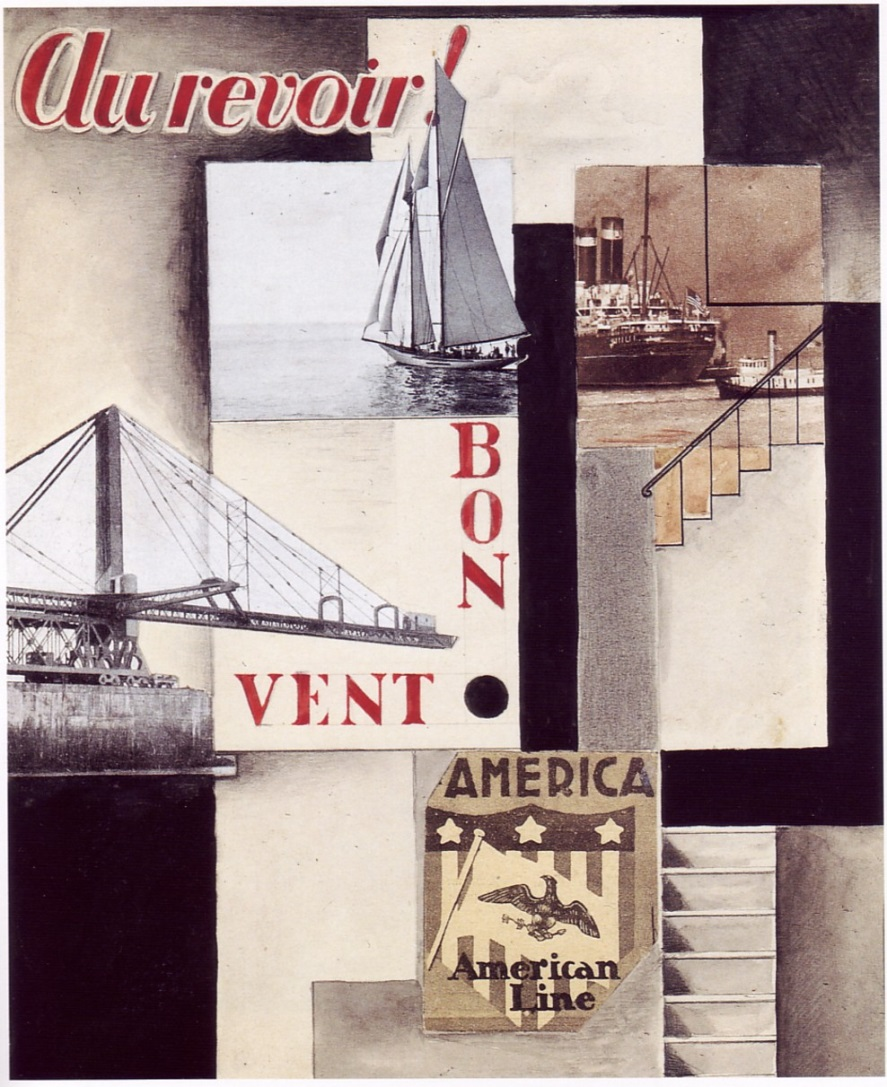 Au revoir!
BON
VENT
AMERICA
American
Line